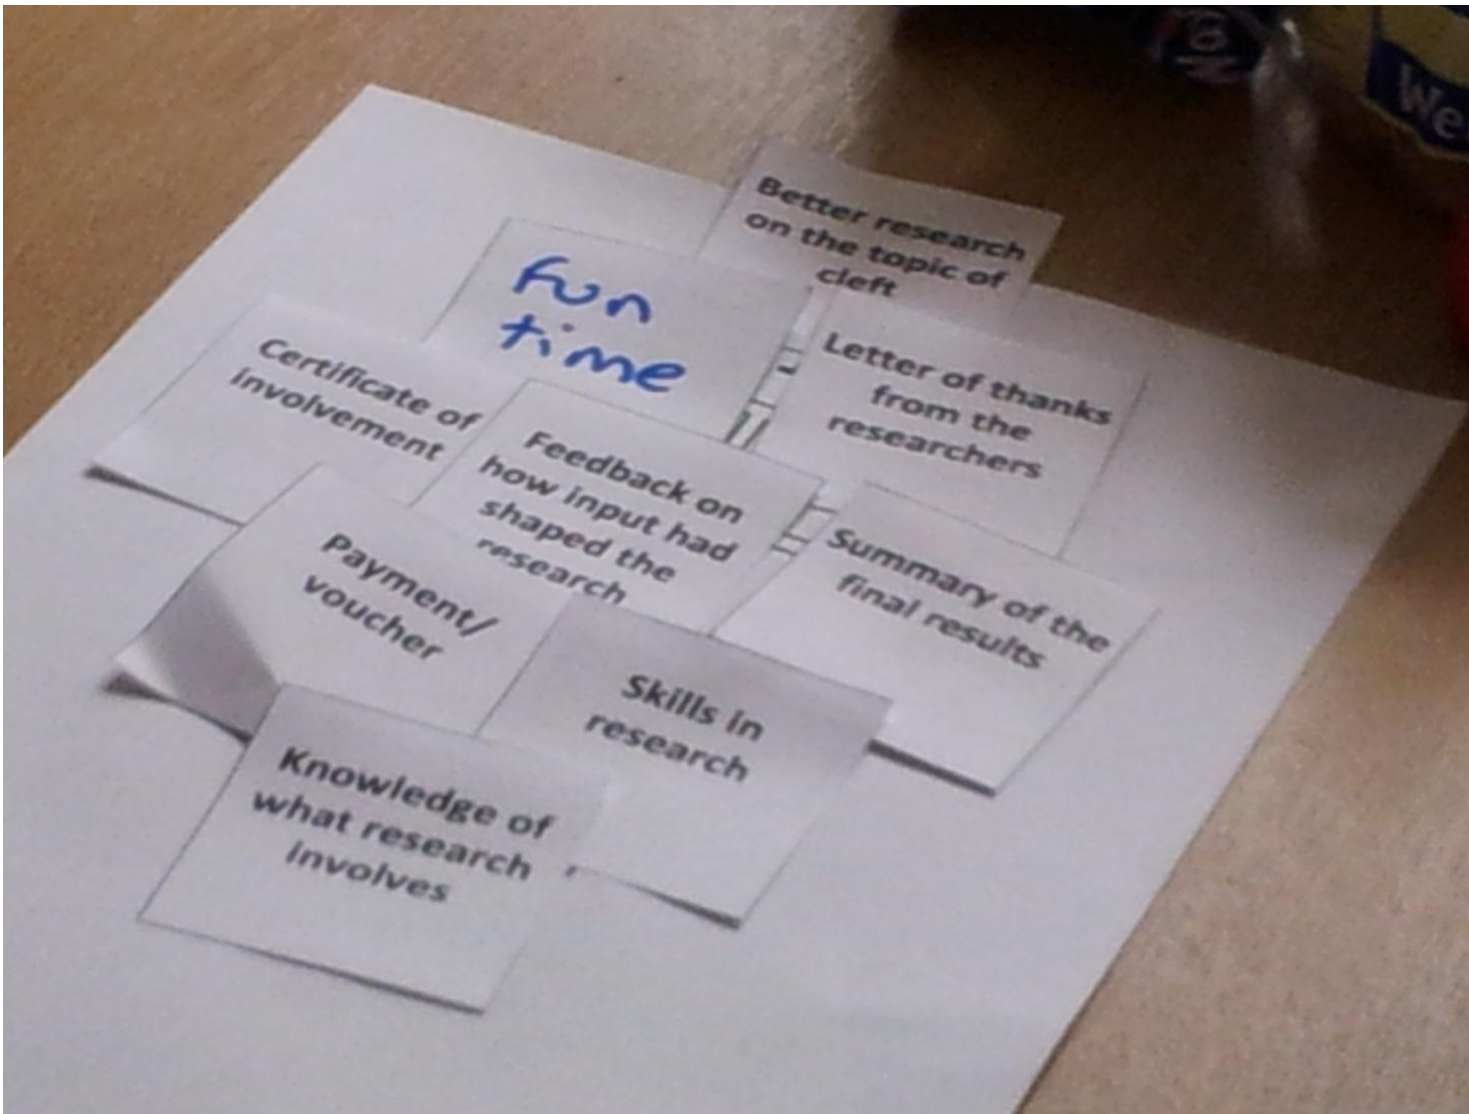 Better research
on the topic of
cleft
fun
time
Letter of thanks
from the
researchers
Certificate of
involvement
Feedback on
how input had
shaped the
research
Summary of the
final results
Payment/
voucher
Skills in
research
Knowledge of
what research
involves
We